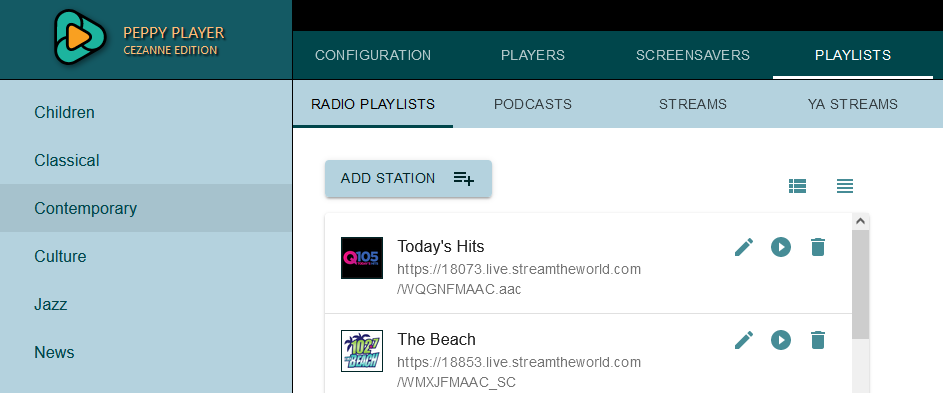 PEPPY PLAYER
CEZANNE EDITION
CONFIGURATION
PLAYERS
SCREENSAVERS
PLAYLISTS
RADIO PLAYLISTS
PODCASTS
STREAMS
YA STREAMS
Children
Classical
Contemporary
Culture
Jazz
News
ADD STATION
Q105
Today's Hits
https://18073.live.streamtheworld.com
/WQGNFMAAC.aac
102.7
BEACH
The Beach
https://18853.live.streamtheworld.com
/WMXJFMAAC_SC